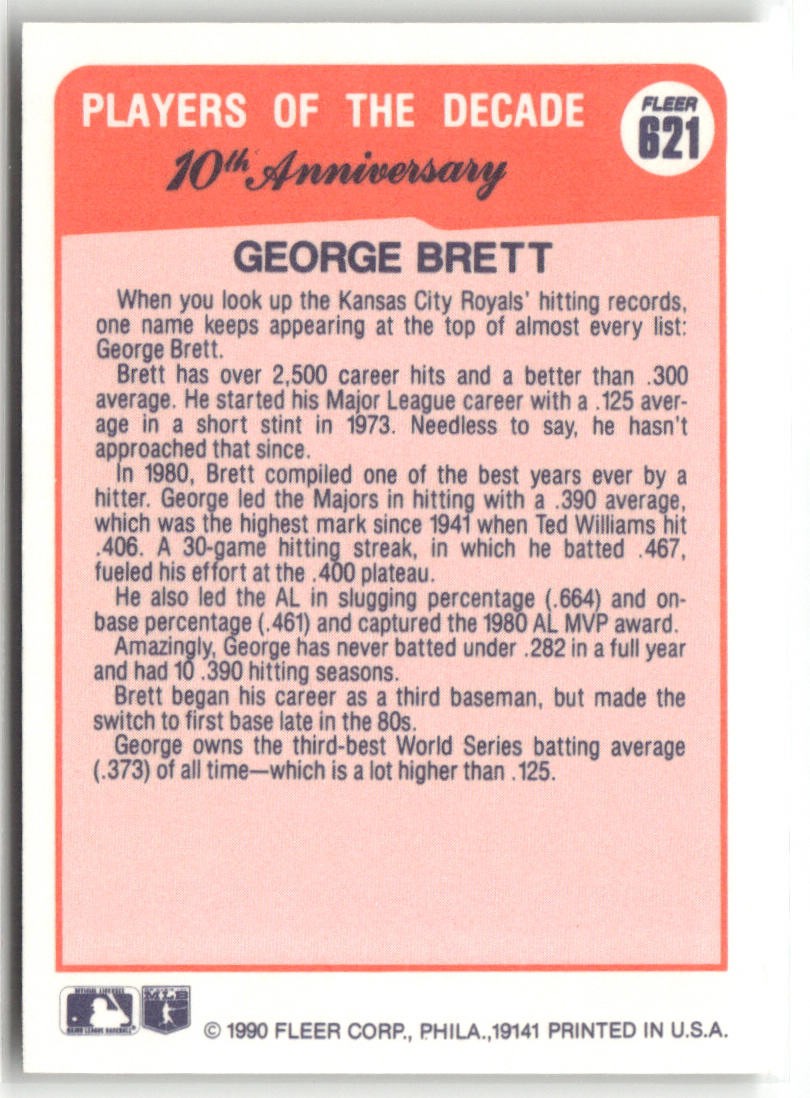 PLAYERS OF THE DECADE
FLEER
621
10th Anniversary
GEORGE BRETT
When you look up the Kansas City Royals' hitting records,
one name keeps appearing at the top of almost every list:
George Brett.
Brett has over 2,500 career hits and a better than .300
average. He started his Major League career with a .125 aver-
age in a short stint in 1973. Needless to say, he hasn't
approached that since.
In 1980, Brett compiled one of the best years ever by a
hitter. George led the Majors in hitting with a .390 average,
which was the highest mark since 1941 when Ted Williams hit
.406. A 30-game hitting streak, in which he batted .467,
fueled his effort at the .400 plateau.
He also led the AL in slugging percentage (.664) and on-
base percentage (.461) and captured the 1980 AL MVP award.
Amazingly, George has never batted under .282 in a full year
and had 10 .390 hitting seasons.
Brett began his career as a third baseman, but made the
switch to first base late in the 80s.
George owns the third-best World Series batting average
(.373) of all time—which is a lot higher than .125.
OFFICIAL LICENSEE
MAJOR LEAGUE BASEBALL
MLB
© 1990 FLEER CORP., PHILA.,19141 PRINTED IN U.S.A.